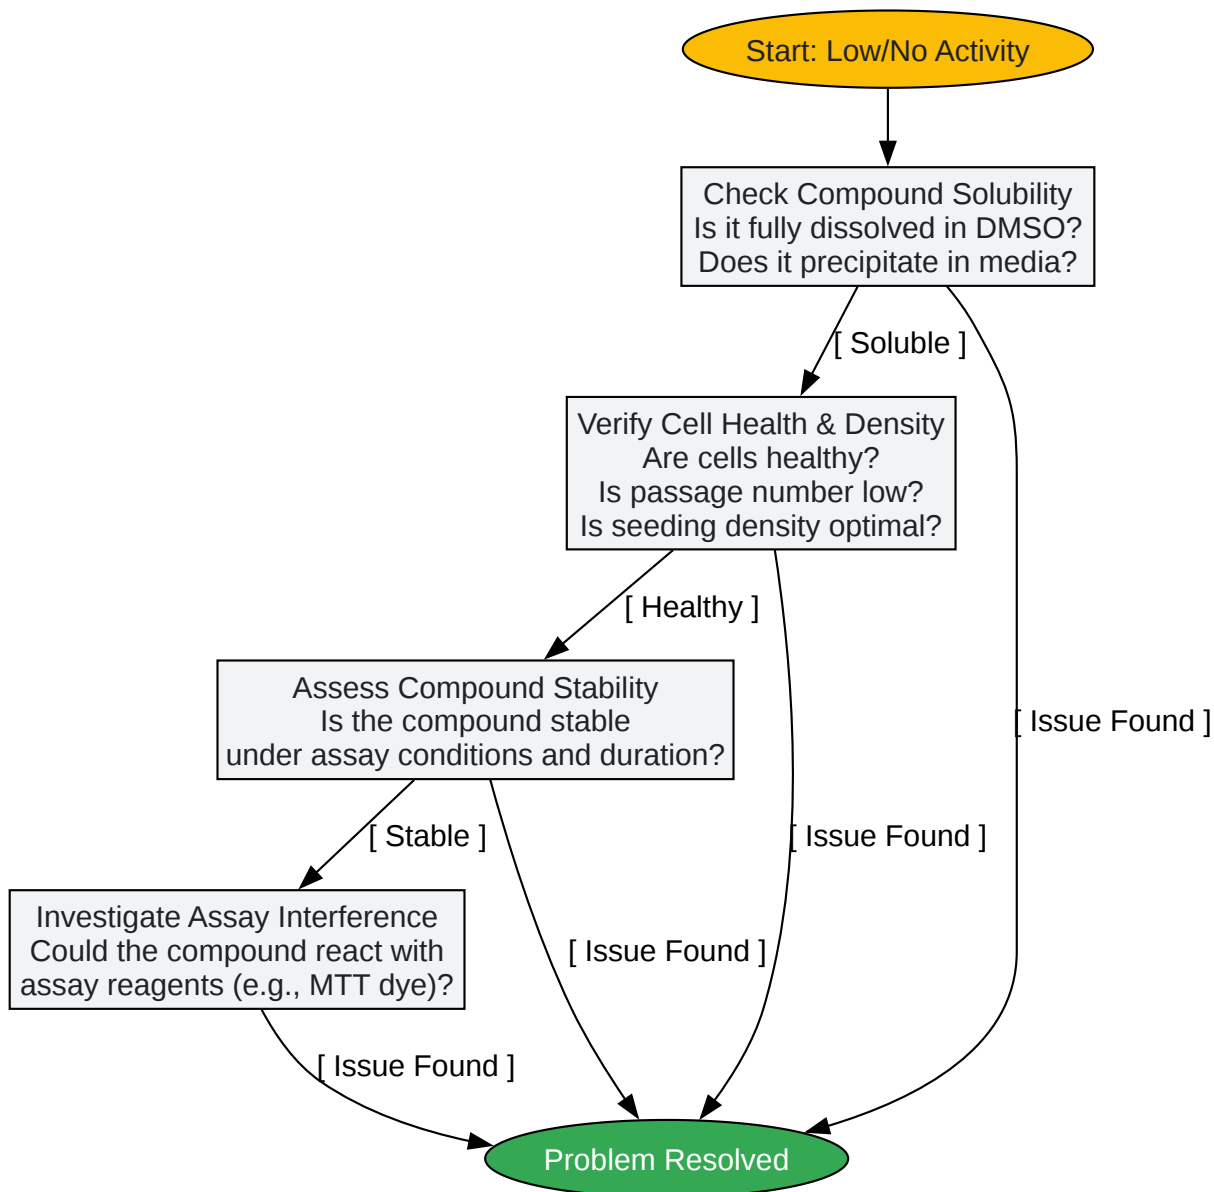 Start: Low/No Activity
Check Compound Solubility
Is it fully dissolved in DMSO?
Does it precipitate in media?
[ Soluble ]
Verify Cell Health & Density
Are cells healthy?
Is passage number low?
Is seeding density optimal?
[ Healthy ]
Assess Compound Stability
Is the compound stable
under assay conditions and duration?
[ Issue Found ]
[ Stable ]
[ Issue Found ]
Investigate Assay Interference
Could the compound react with
assay reagents (e.g., MTT dye)?
[ Issue Found ]
[ Issue Found ]
Problem Resolved